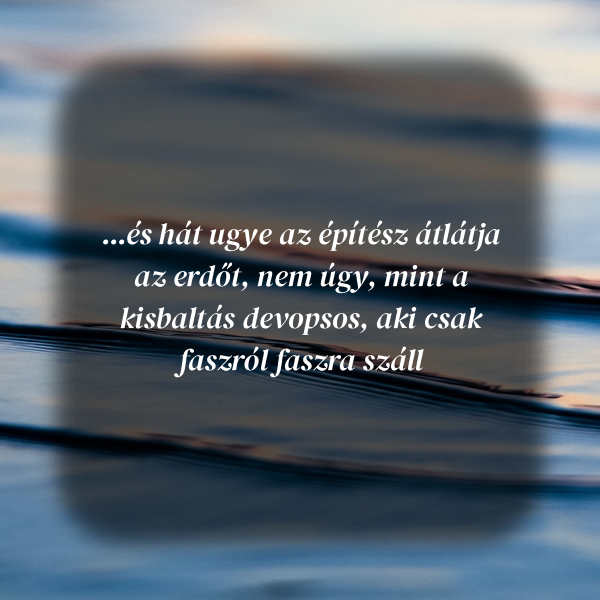 ...és hát ugye az építész átlátja
az erdőt, nem úgy, mint a
kisbaltás devopsos, aki csak
faszról faszra száll